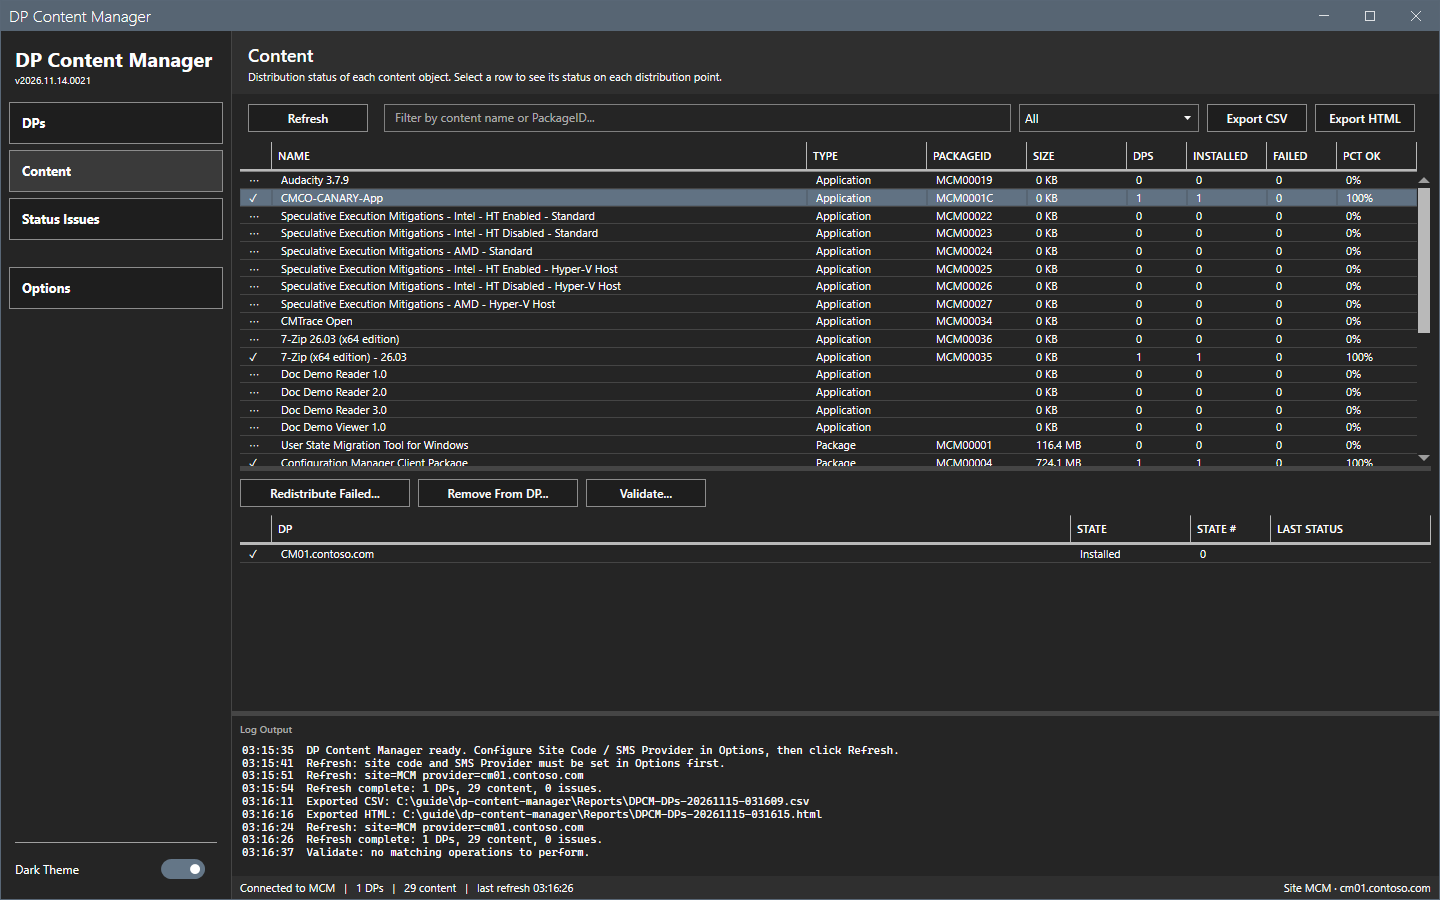 DP Content Manager
DP Content Manager
v2026.11.14.0021
DPs
Content
Status Issues
Options
Dark Theme
Content
Distribution status of each content object. Select a row to see its status on each distribution point.
Refresh
Filter by content name or PackageID...
All
Export CSV
Export HTML
NAME TYPE PACKAGEID SIZE DPS INSTALLED FAILED PCT OK
··· Audacity 3.7.9 Application MCM00019 0 KB 0 0 0 0%
✓ CMCO-CANARY-App Application MCM0001C 0 KB 1 1 0 100%
··· Speculative Execution Mitigations - Intel - HT Enabled - Standard Application MCM00022 0 KB 0 0 0 0%
··· Speculative Execution Mitigations - Intel - HT Disabled - Standard Application MCM00023 0 KB 0 0 0 0%
··· Speculative Execution Mitigations - AMD - Standard Application MCM00024 0 KB 0 0 0 0%
··· Speculative Execution Mitigations - Intel - HT Enabled - Hyper-V Host Application MCM00025 0 KB 0 0 0 0%
··· Speculative Execution Mitigations - Intel - HT Disabled - Hyper-V Host Application MCM00026 0 KB 0 0 0 0%
··· Speculative Execution Mitigations - AMD - Hyper-V Host Application MCM00027 0 KB 0 0 0 0%
··· CMTrace Open Application MCM00034 0 KB 0 0 0 0%
··· 7-Zip 26.03 (x64 edition) Application MCM00036 0 KB 0 0 0 0%
✓ 7-Zip (x64 edition) - 26.03 Application MCM00035 0 KB 1 1 0 100%
··· Doc Demo Reader 1.0 Application 0 KB 0 0 0 0%
··· Doc Demo Reader 2.0 Application 0 KB 0 0 0 0%
··· Doc Demo Reader 3.0 Application 0 KB 0 0 0 0%
··· Doc Demo Viewer 1.0 Application 0 KB 0 0 0 0%
··· User State Migration Tool for Windows Package MCM00001 116.4 MB 0 0 0 0%
✓ Configuration Manager Client Package Package MCM00004 724.1 MB 1 1 0 100%
Redistribute Failed...
Remove From DP...
Validate...
DP STATE STATE # LAST STATUS
✓ CM01.contoso.com Installed 0
Log Output
03:15:35 DP Content Manager ready. Configure Site Code / SMS Provider in Options, then click Refresh.
03:15:41 Refresh: site code and SMS Provider must be set in Options first.
03:15:51 Refresh: site=MCM provider=cm01.contoso.com
03:15:54 Refresh complete: 1 DPs, 29 content, 0 issues.
03:16:11 Exported CSV: C:\guide\dp-content-manager\Reports\DPCM-DPs-20261115-031609.csv
03:16:16 Exported HTML: C:\guide\dp-content-manager\Reports\DPCM-DPs-20261115-031615.html
03:16:24 Refresh: site=MCM provider=cm01.contoso.com
03:16:26 Refresh complete: 1 DPs, 29 content, 0 issues.
03:16:37 Validate: no matching operations to perform.
Connected to MCM | 1 DPs | 29 content | last refresh 03:16:26
Site MCM · cm01.contoso.com